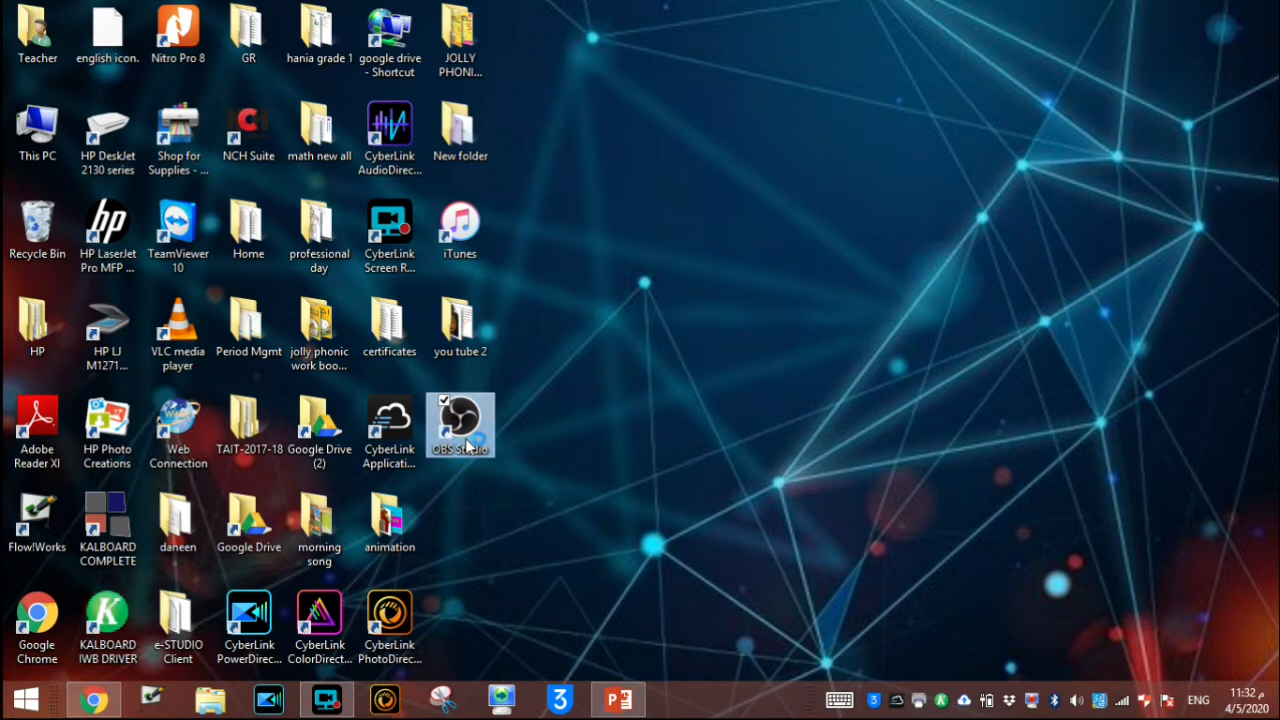 Teacher
english icon.
Nitro Pro 8
GR
hania grade 1
google drive
- Shortcut
JOLLY
PHONI...
This PC
HP DeskJet
2130 series
Shop for
Supplies - ...
NCH Suite
math new all
CyberLink
AudioDirec...
New folder
Recycle Bin
HP LaserJet
Pro MFP ...
TeamViewer
10
Home
professional
day
CyberLink
Screen R...
iTunes
HP
HP LJ
M1271...
VLC media
player
Period Mgmt
jolly phonic
work boo...
certificates
you tube 2
Adobe
Reader XI
HP Photo
Creations
Web
Connection
TAIT-2017-18
Google Drive
(2)
CyberLink
Applicati...
OBS Studio
Flow!Works
KALBOARD
COMPLETE
daneen
Google Drive
morning
song
animation
Google
Chrome
KALBOARD
IWB DRIVER
e-STUDIO
Client
CyberLink
PowerDirec...
CyberLink
ColorDirect...
CyberLink
PhotoDirec...
ENG
11:32 م
4/5/2020